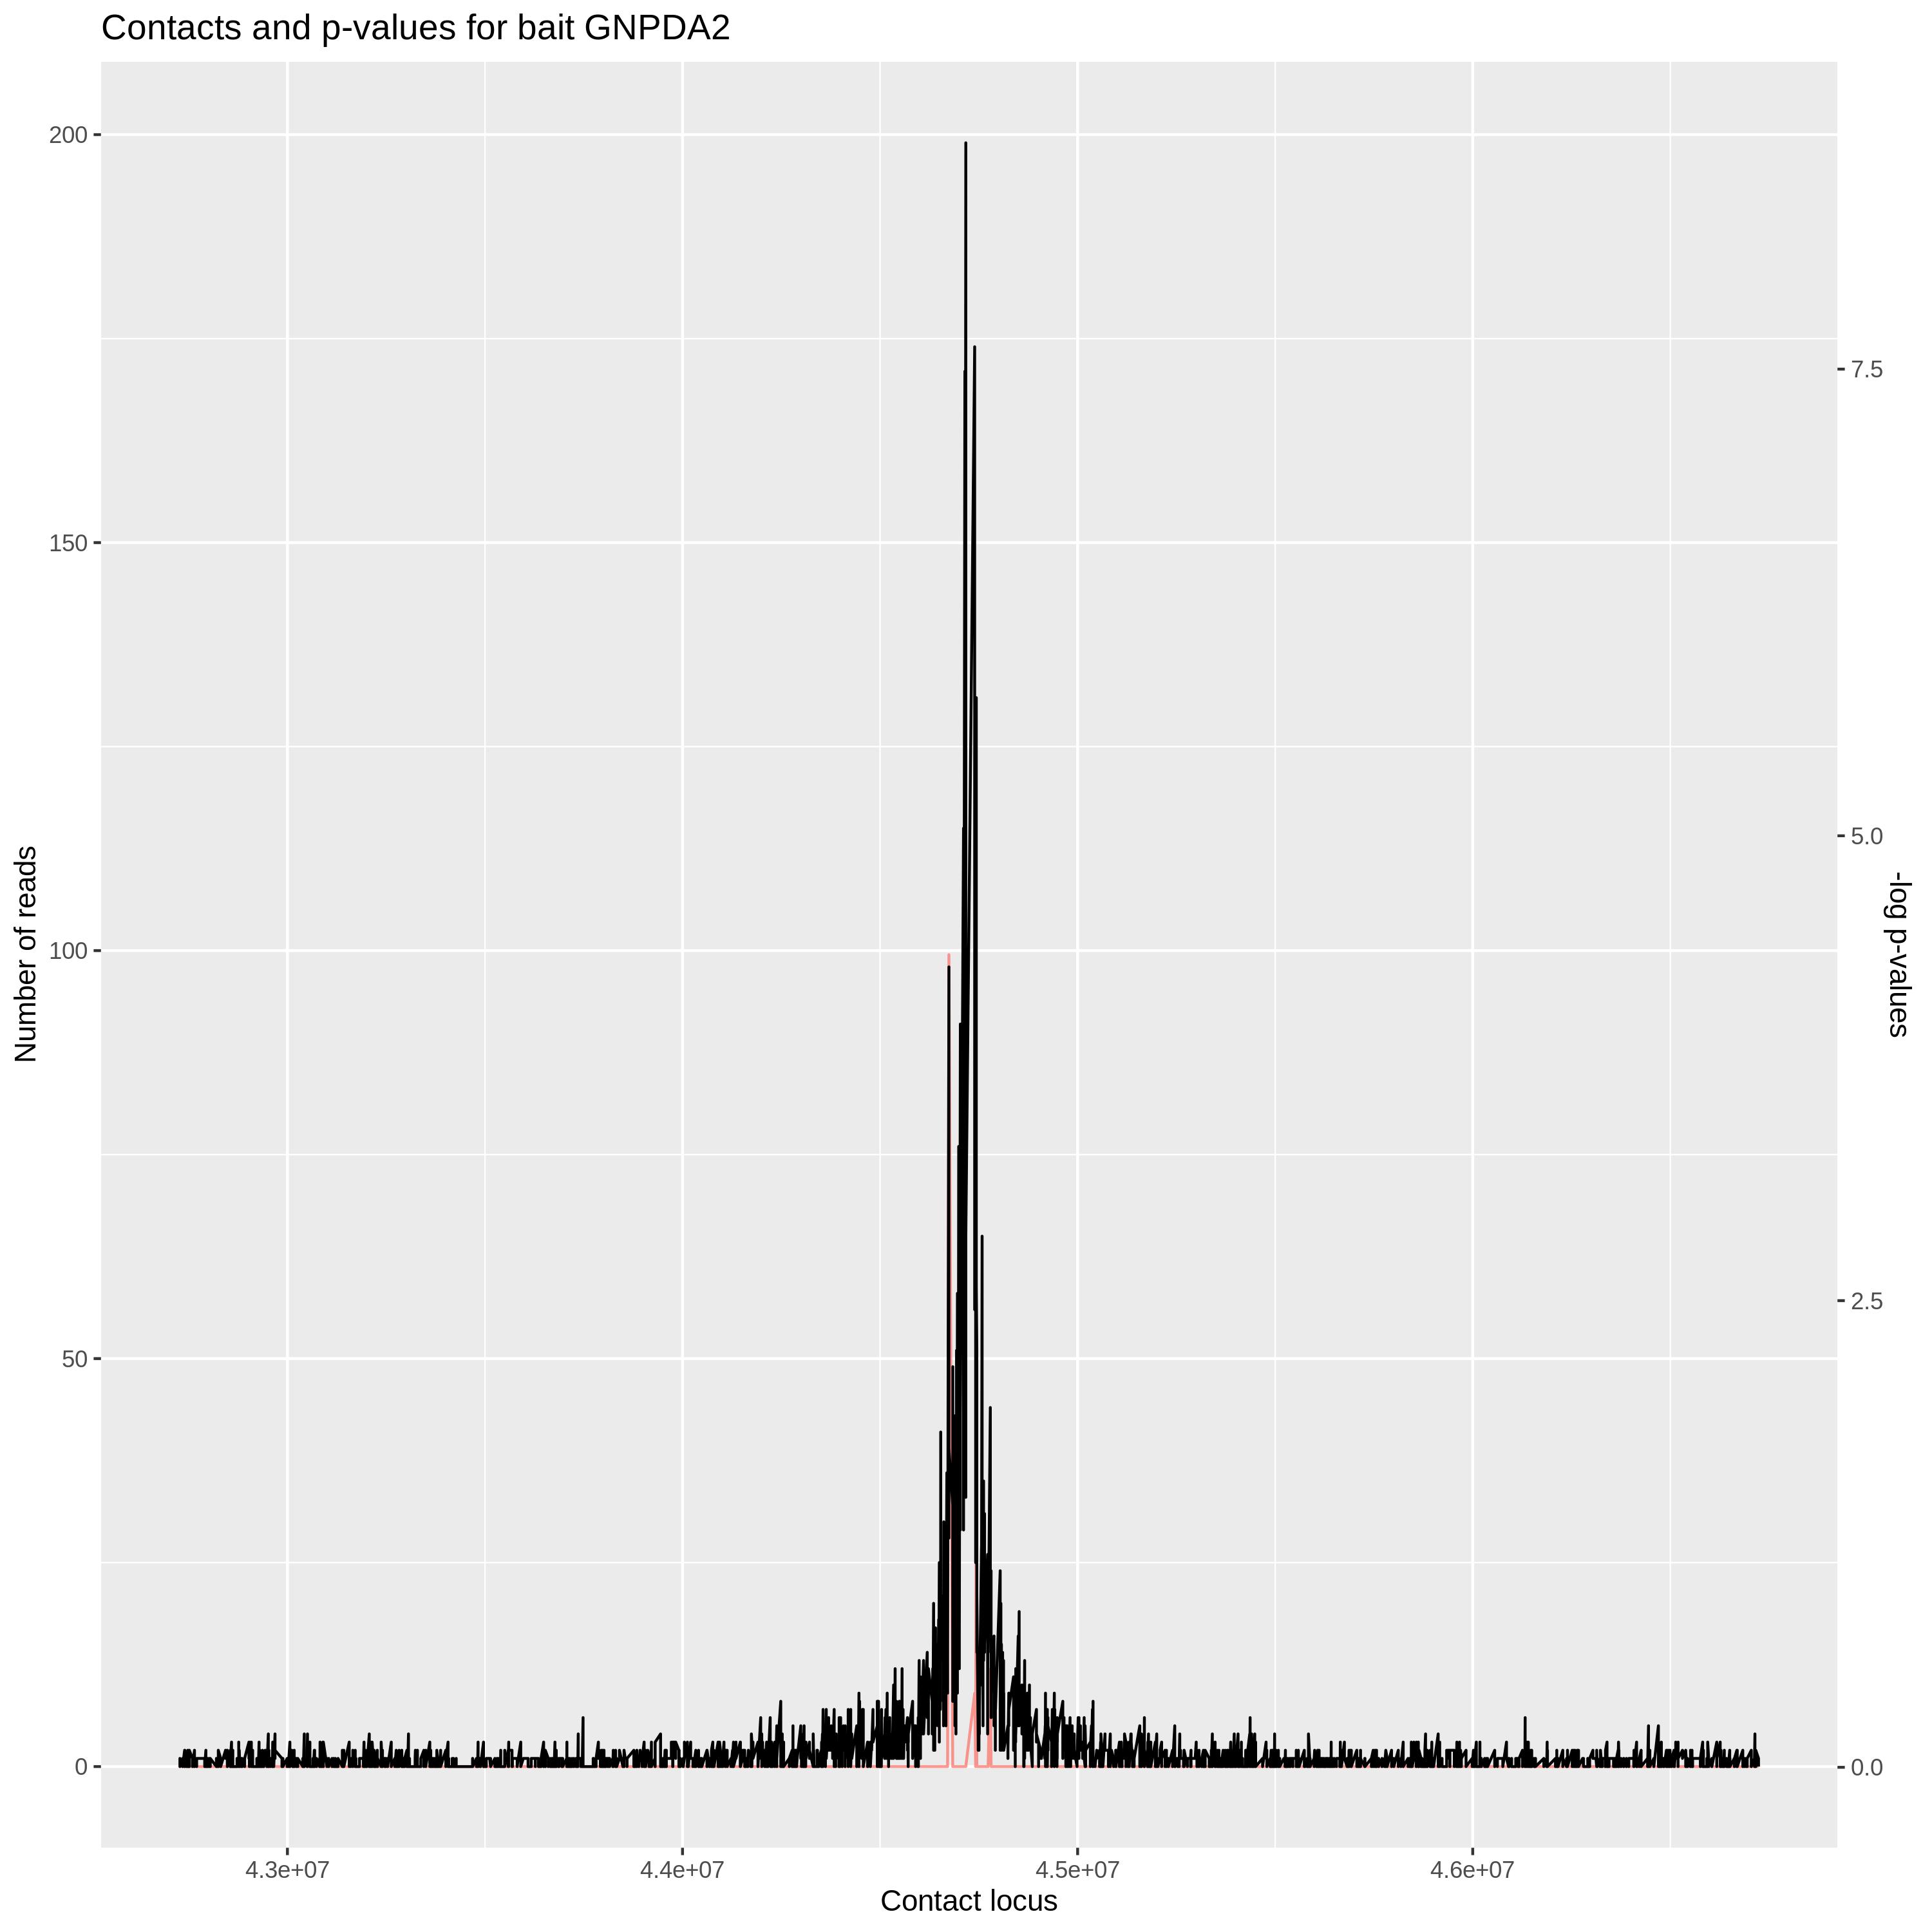 Contacts and p-values for bait GNPDA2
200
150
100
50
0
Number of reads
7.5
5.0
2.5
0.0
-log p-values
4.3e+07
4.4e+07
4.5e+07
4.6e+07
Contact locus